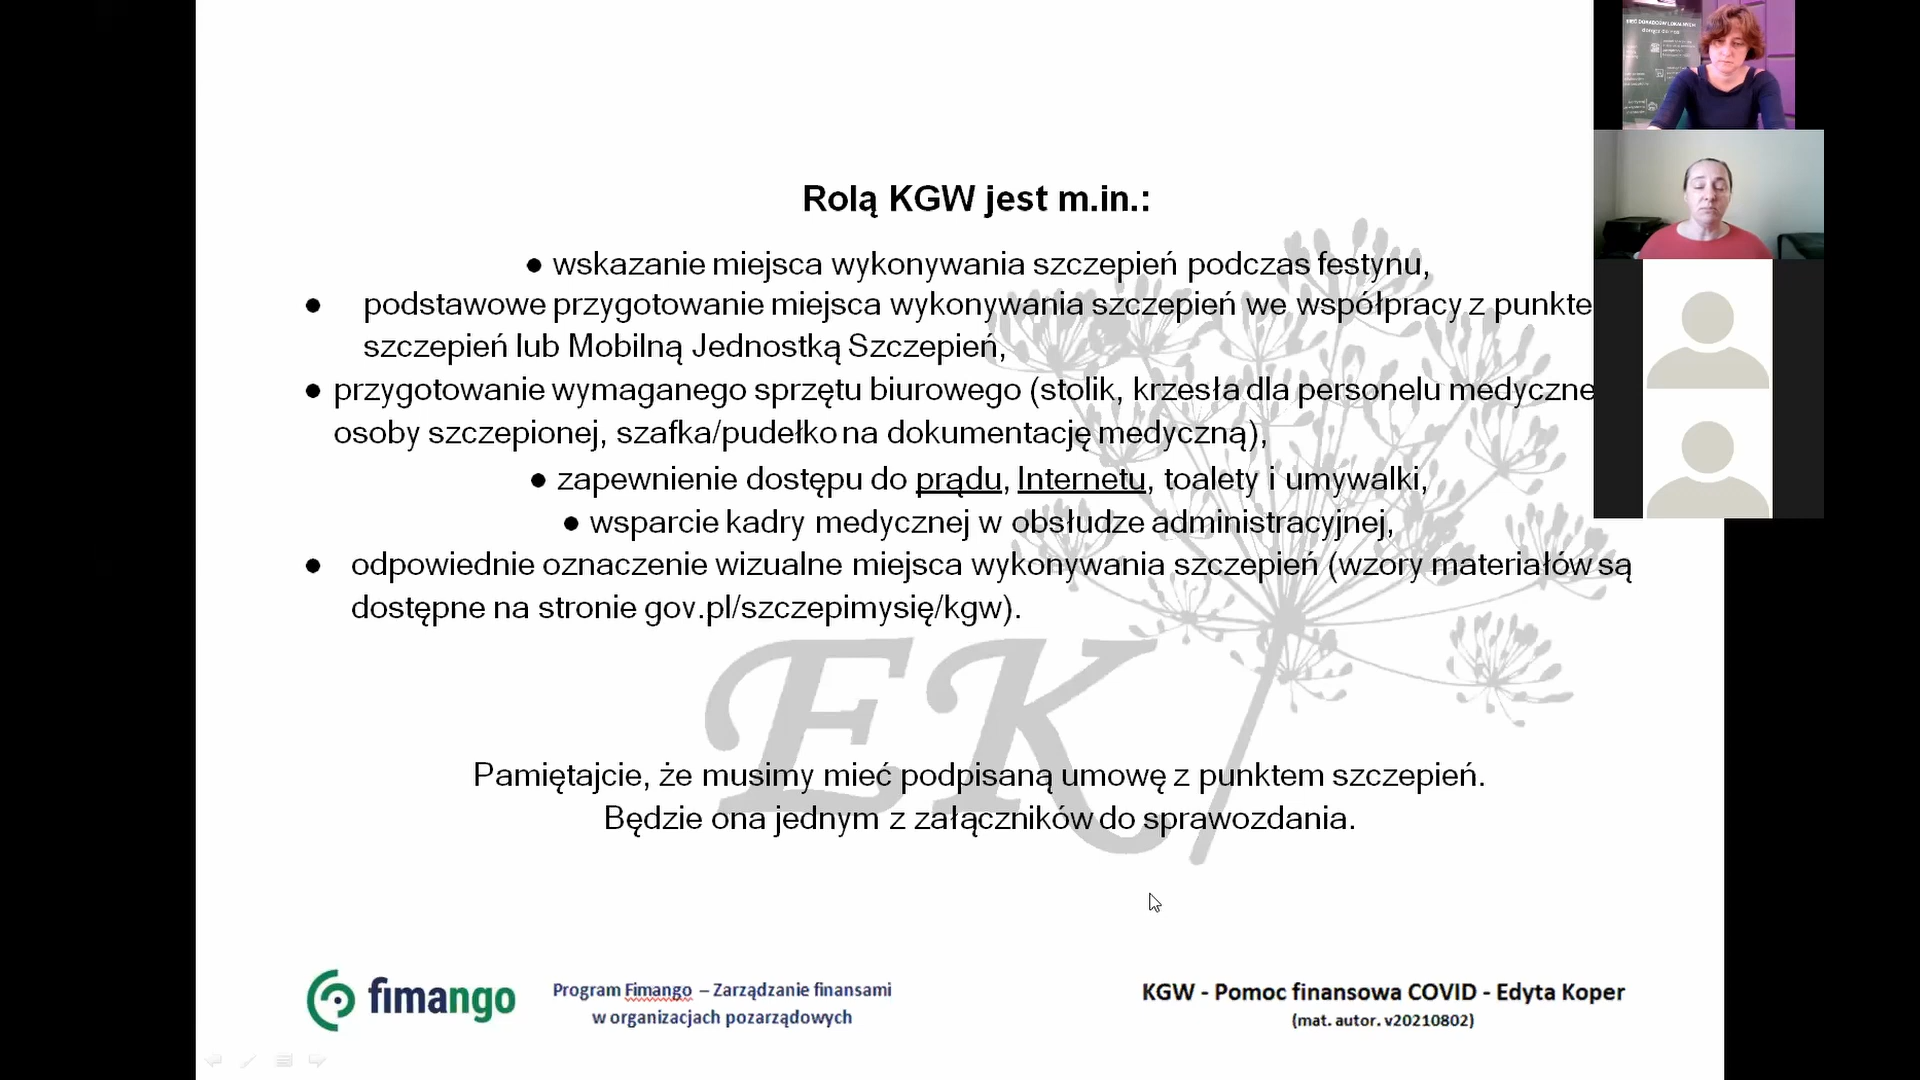 Rolą KGW jest m.in.:
● wskazanie miejsca wykonywania szczepień podczas festynu,
● podstawowe przygotowanie miejsca wykonywania szczepień we współpracy z punkte
szczepień lub Mobilną Jednostką Szczepień,
● przygotowanie wymaganego sprzętu biurowego (stolik, krzesła dla personelu medyczne
osoby szczepionej, szafka/pudełko na dokumentację medyczną),
● zapewnienie dostępu do prądu, Internetu, toalety i umywalki,
● wsparcie kadry medycznej w obsłudze administracyjnej,
● odpowiednie oznaczenie wizualne miejsca wykonywania szczepień (wzory materiałów są
dostępne na stronie gov.pl/szczepimysię/kgw).
EK
Pamiętajcie, że musimy mieć podpisaną umowę z punktem szczepień.
Będzie ona jednym z załączników do sprawozdania.
fimango
Program Fimango – Zarządzanie finansami
w organizacjach pozarządowych
KGW - Pomoc finansowa COVID - Edyta Koper
(mat. autor. v20210802)